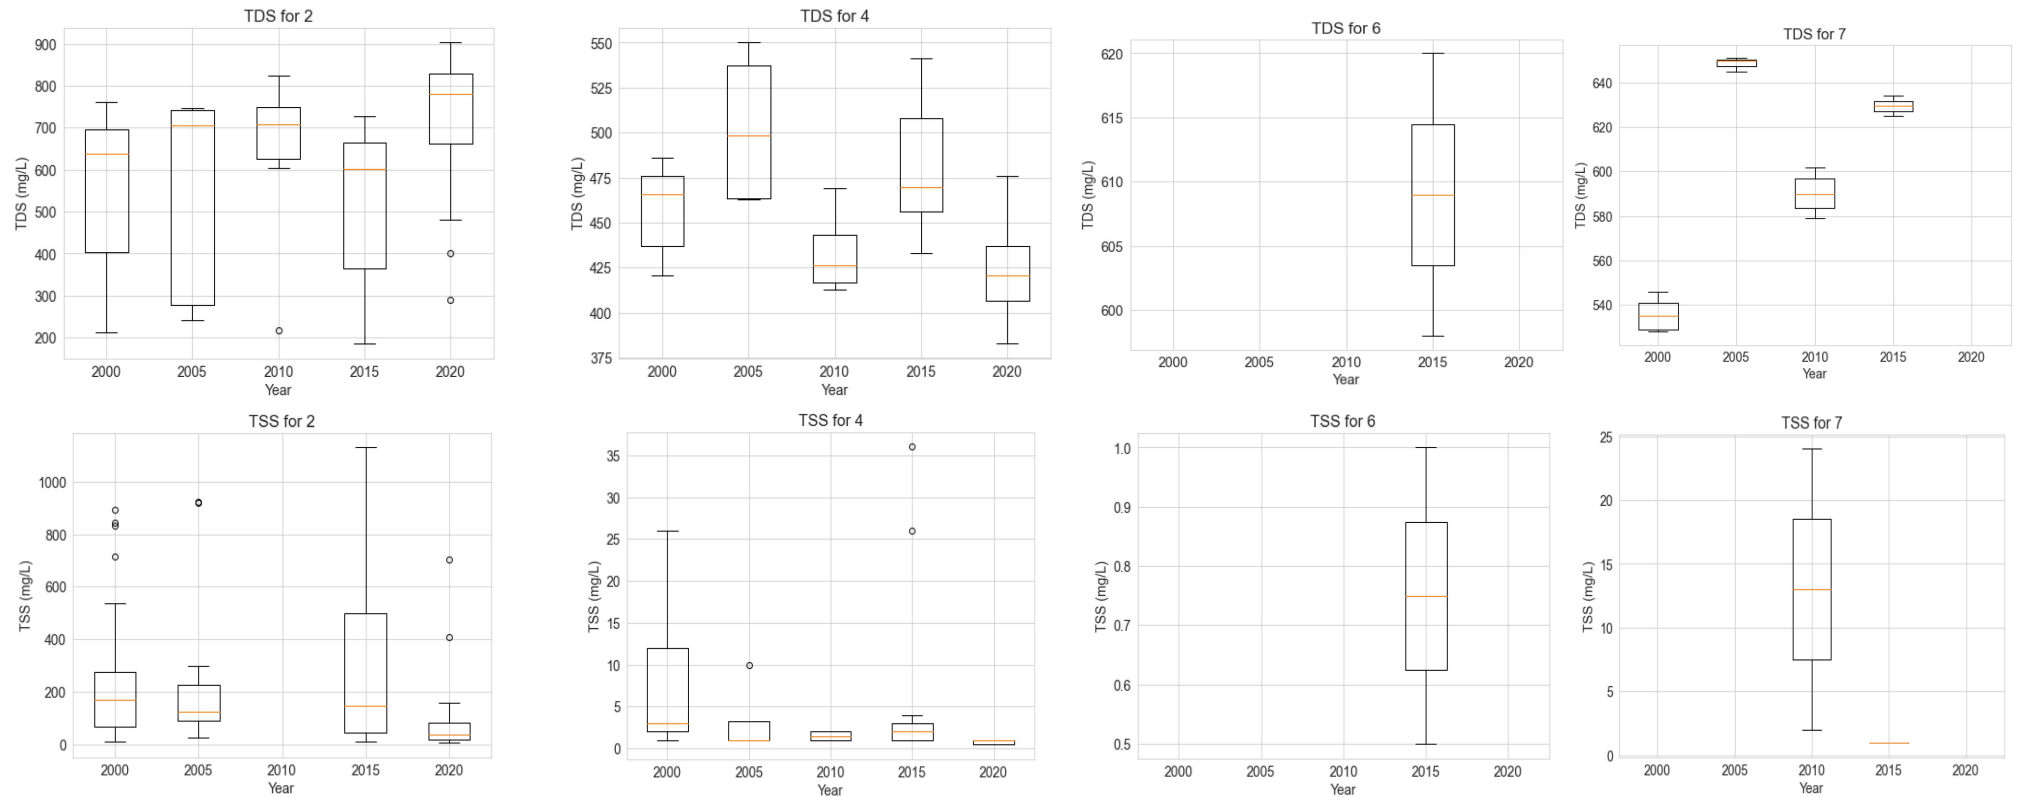 TDS for 2
900
800
700
600
500
400
300
200
TDS (mg/L)
2000 2005 2010 2015 2020
Year
TDS for 4
550
525
500
475
450
425
400
375
TDS (mg/L)
2000 2005 2010 2015 2020
Year
TDS for 6
620
615
610
605
600
TDS (mg/L)
2000 2005 2010 2015 2020
Year
TDS for 7
640
620
600
580
560
540
TDS (mg/L)
2000 2005 2010 2015 2020
Year
TSS for 2
1000
800
600
400
200
0
TSS (mg/L)
2000 2005 2010 2015 2020
Year
TSS for 4
35
30
25
20
15
10
5
0
TSS (mg/L)
2000 2005 2010 2015 2020
Year
TSS for 6
1.0
0.9
0.8
0.7
0.6
0.5
TSS (mg/L)
2000 2005 2010 2015 2020
Year
TSS for 7
25
20
15
10
5
0
TSS (mg/L)
2000 2005 2010 2015 2020
Year